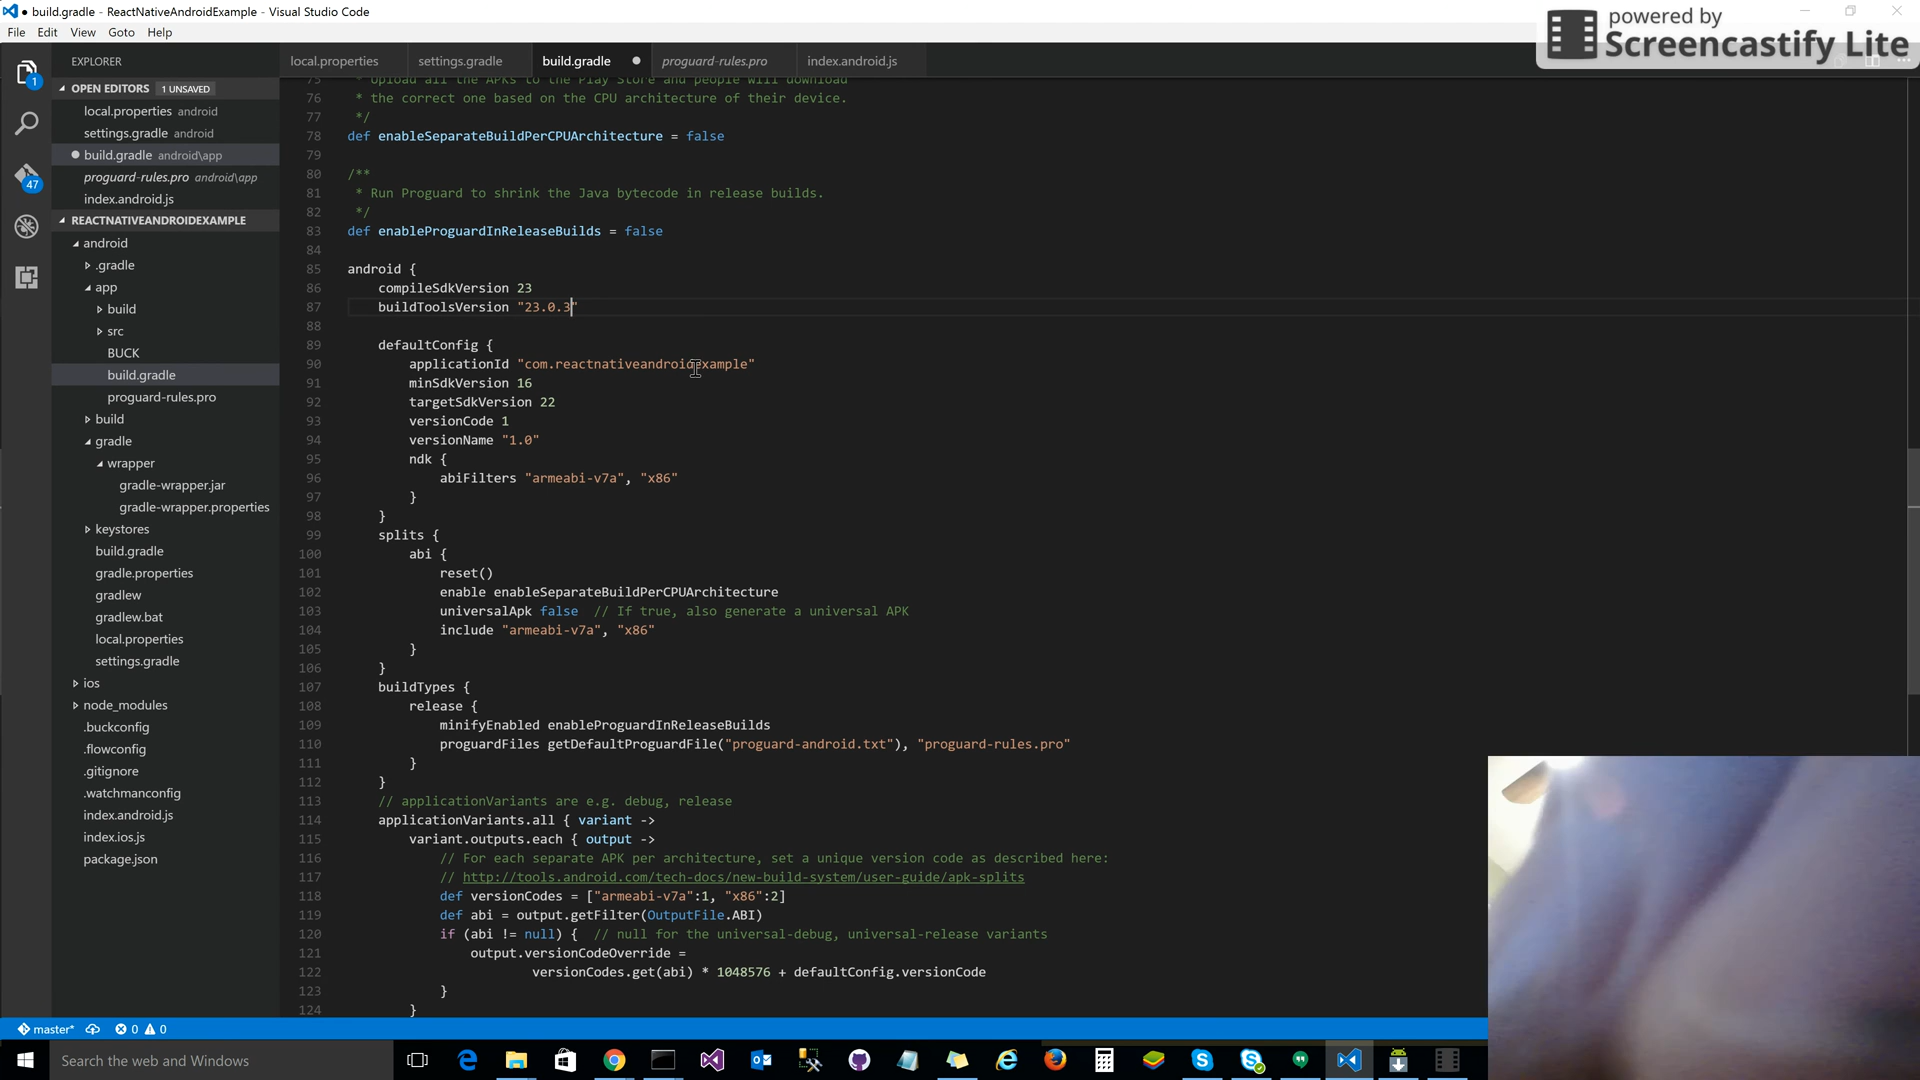 build.gradle - ReactNativeAndroidExample - Visual Studio Code
File Edit View Goto Help
powered by
Screencastify Lite
EXPLORER
OPEN EDITORS 1 UNSAVED
local.properties android
settings.gradle android
build.gradle android\app
proguard-rules.pro android\app
index.android.js
REACTNATIVEANDROIDEXAMPLE
android
.gradle
app
build
src
BUCK
build.gradle
proguard-rules.pro
build
gradle
wrapper
gradle-wrapper.jar
gradle-wrapper.properties
keystores
build.gradle
gradle.properties
gradlew
gradlew.bat
local.properties
settings.gradle
ios
node_modules
.buckconfig
.flowconfig
.gitignore
.watchmanconfig
index.android.js
index.ios.js
package.json
1
47
local.properties settings.gradle build.gradle proguard-rules.pro index.android.js
75 * Upload all the APKs to the Play Store and people will download
76 * the correct one based on the CPU architecture of their device.
77 */
78 def enableSeparateBuildPerCPUArchitecture = false
79
80 /**
81 * Run Proguard to shrink the Java bytecode in release builds.
82 */
83 def enableProguardInReleaseBuilds = false
84
85 android {
86 compileSdkVersion 23
87 buildToolsVersion "23.0.3"
88
89 defaultConfig {
90 applicationId "com.reactnativeandroidexample"
91 minSdkVersion 16
92 targetSdkVersion 22
93 versionCode 1
94 versionName "1.0"
95 ndk {
96 abiFilters "armeabi-v7a", "x86"
97 }
98 }
99 splits {
100 abi {
101 reset()
102 enable enableSeparateBuildPerCPUArchitecture
103 universalApk false // If true, also generate a universal APK
104 include "armeabi-v7a", "x86"
105 }
106 }
107 buildTypes {
108 release {
109 minifyEnabled enableProguardInReleaseBuilds
110 proguardFiles getDefaultProguardFile("proguard-android.txt"), "proguard-rules.pro"
111 }
112 }
113 // applicationVariants are e.g. debug, release
114 applicationVariants.all { variant ->
115 variant.outputs.each { output ->
116 // For each separate APK per architecture, set a unique version code as described here:
117 // http://tools.android.com/tech-docs/new-build-system/user-guide/apk-splits
118 def versionCodes = ["armeabi-v7a":1, "x86":2]
119 def abi = output.getFilter(OutputFile.ABI)
120 if (abi != null) { // null for the universal-debug, universal-release variants
121 output.versionCodeOverride =
122 versionCodes.get(abi) * 1048576 + defaultConfig.versionCode
123 }
124 }
master* 0 0
Search the web and Windows